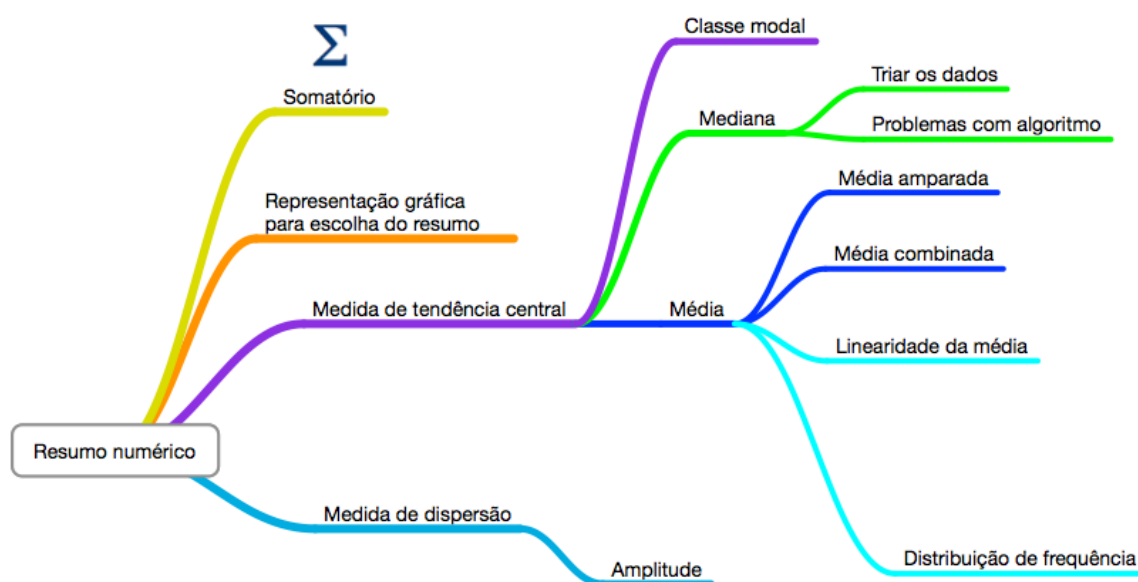 Σ
Somatório
Representação gráfica
para escolha do resumo
Medida de tendência central
Classe modal
Mediana
Triar os dados
Problemas com algoritmo
Média
Média amparada
Média combinada
Linearidade da média
Distribuição de frequência
Resumo numérico
Medida de dispersão
Amplitude